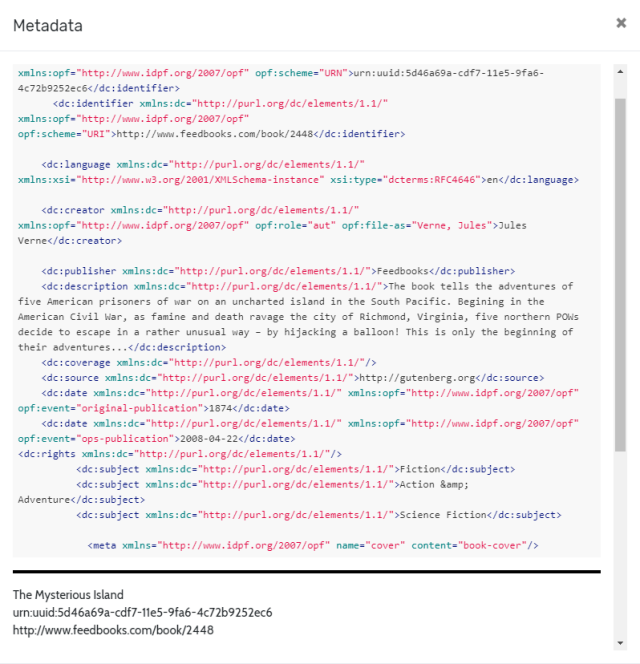 Metadata
xmlns:opf="http://www.idpf.org/2007/opf" opf:scheme="URN">urn:uuid:5d46a69a-cdf7-11e5-9fa6-
4c72b9252ec6</dc:identifier>
<dc:identifier xmlns:dc="http://purl.org/dc/elements/1.1/"
xmlns:opf="http://www.idpf.org/2007/opf"
opf:scheme="URI">http://www.feedbooks.com/book/2448</dc:identifier>
<dc:language xmlns:dc="http://purl.org/dc/elements/1.1/"
xmlns:xsi="http://www.w3.org/2001/XMLSchema-instance" xsi:type="dcterms:RFC4646">en</dc:language>
<dc:creator xmlns:dc="http://purl.org/dc/elements/1.1/"
xmlns:opf="http://www.idpf.org/2007/opf" opf:role="aut" opf:file-as="Verne, Jules">Jules
Verne</dc:creator>
<dc:publisher xmlns:dc="http://purl.org/dc/elements/1.1/">Feedbooks</dc:publisher>
<dc:description xmlns:dc="http://purl.org/dc/elements/1.1/">The book tells the adventures of
five American prisoners of war on an uncharted island in the South Pacific. Begining in the
American Civil War, as famine and death ravage the city of Richmond, Virginia, five northern POWs
decide to escape in a rather unusual way – by hijacking a balloon! This is only the beginning of
their adventures...</dc:description>
<dc:coverage xmlns:dc="http://purl.org/dc/elements/1.1/"/>
<dc:source xmlns:dc="http://purl.org/dc/elements/1.1/">http://gutenberg.org</dc:source>
<dc:date xmlns:dc="http://purl.org/dc/elements/1.1/" xmlns:opf="http://www.idpf.org/2007/opf"
opf:event="original-publication">1874</dc:date>
<dc:date xmlns:dc="http://purl.org/dc/elements/1.1/" xmlns:opf="http://www.idpf.org/2007/opf"
opf:event="ops-publication">2008-04-22</dc:date>
<dc:rights xmlns:dc="http://purl.org/dc/elements/1.1/"/>
<dc:subject xmlns:dc="http://purl.org/dc/elements/1.1/">Fiction</dc:subject>
<dc:subject xmlns:dc="http://purl.org/dc/elements/1.1/">Action &amp;
Adventure</dc:subject>
<dc:subject xmlns:dc="http://purl.org/dc/elements/1.1/">Science Fiction</dc:subject>
<meta xmlns="http://www.idpf.org/2007/opf" name="cover" content="book-cover"/>
The Mysterious Island
urn:uuid:5d46a69a-cdf7-11e5-9fa6-4c72b9252ec6
http://www.feedbooks.com/book/2448